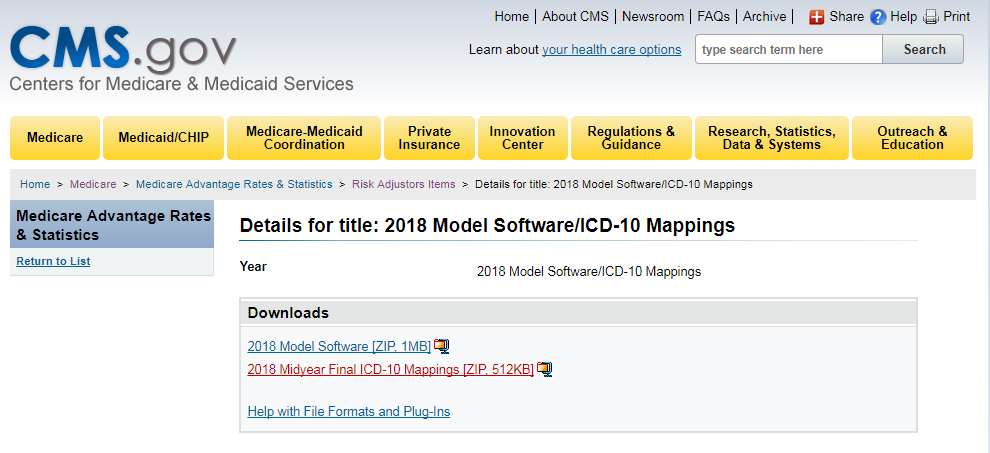 Home | About CMS | Newsroom | FAQs | Archive | Share Help Print
CMS.gov
Centers for Medicare & Medicaid Services
Learn about your health care options type search term here Search
Medicare
Medicaid/CHIP
Medicare-Medicaid
Coordination
Private
Insurance
Innovation
Center
Regulations &
Guidance
Research, Statistics,
Data & Systems
Outreach &
Education
Home > Medicare > Medicare Advantage Rates & Statistics > Risk Adjustors Items > Details for title: 2018 Model Software/ICD-10 Mappings
Medicare Advantage Rates
& Statistics
Return to List
Details for title: 2018 Model Software/ICD-10 Mappings
Year 2018 Model Software/ICD-10 Mappings
Downloads
2018 Model Software [ZIP, 1MB]
2018 Midyear Final ICD-10 Mappings [ZIP, 512KB]
Help with File Formats and Plug-Ins